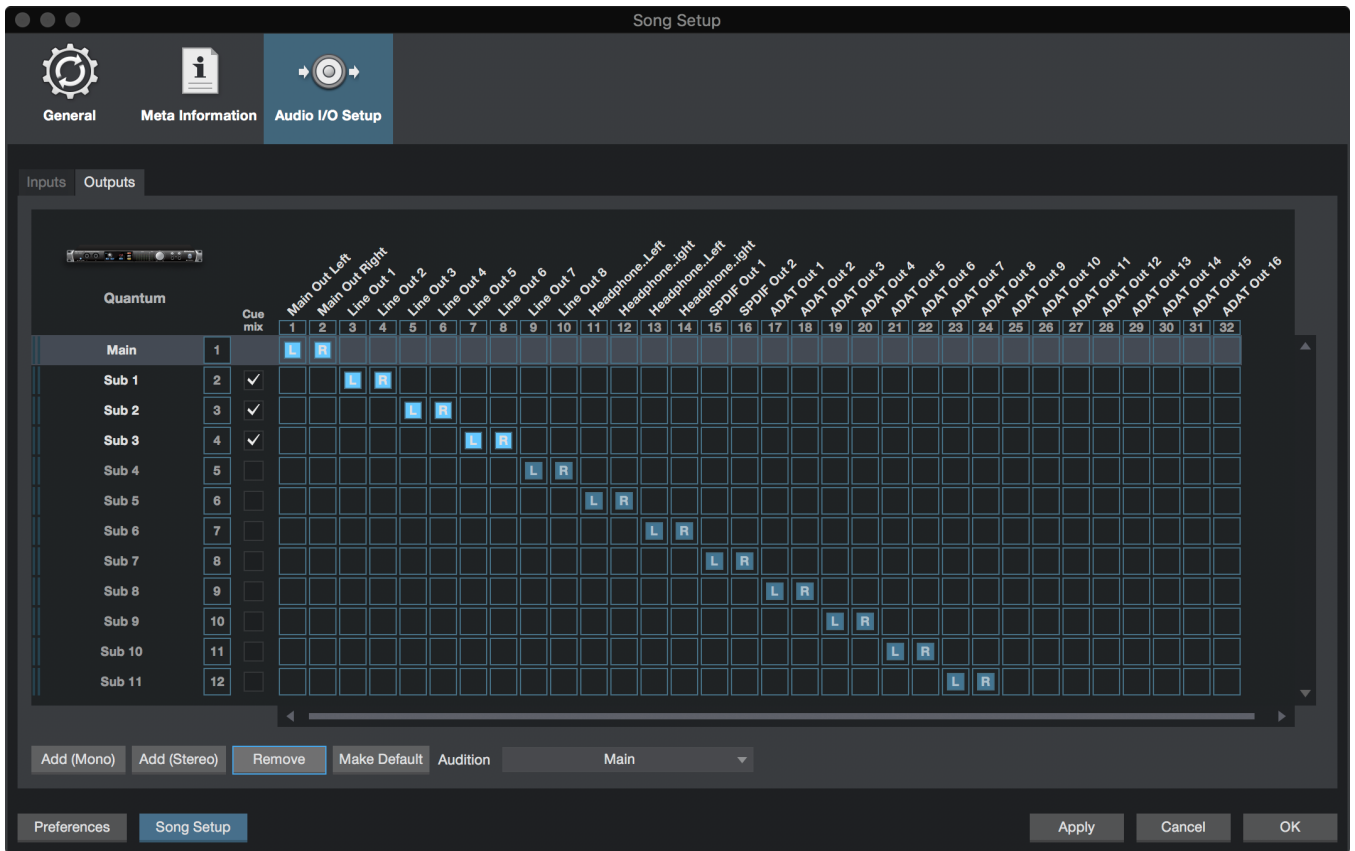 Song Setup
General
Meta Information
Audio I/O Setup
Inputs
Outputs
Quantum
Cue
mix
Main Out Left
Main Out Right
Line Out 1
Line Out 2
Line Out 3
Line Out 4
Line Out 5
Line Out 6
Line Out 7
Line Out 8
Headphone..Left
Headphone..ight
Headphone..Left
Headphone..ight
SPDIF Out 1
SPDIF Out 2
ADAT Out 1
ADAT Out 2
ADAT Out 3
ADAT Out 4
ADAT Out 5
ADAT Out 6
ADAT Out 7
ADAT Out 8
ADAT Out 9
ADAT Out 10
ADAT Out 11
ADAT Out 12
ADAT Out 13
ADAT Out 14
ADAT Out 15
ADAT Out 16
1 2 3 4 5 6 7 8 9 10 11 12 13 14 15 16 17 18 19 20 21 22 23 24 25 26 27 28 29 30 31 32
Main 1 L R
Sub 1 2 L R
Sub 2 3 L R
Sub 3 4 L R
Sub 4 5 L R
Sub 5 6 L R
Sub 6 7 L R
Sub 7 8 L R
Sub 8 9 L R
Sub 9 10 L R
Sub 10 11 L R
Sub 11 12 L R
Add (Mono)
Add (Stereo)
Remove
Make Default
Audition
Main
Preferences
Song Setup
Apply
Cancel
OK